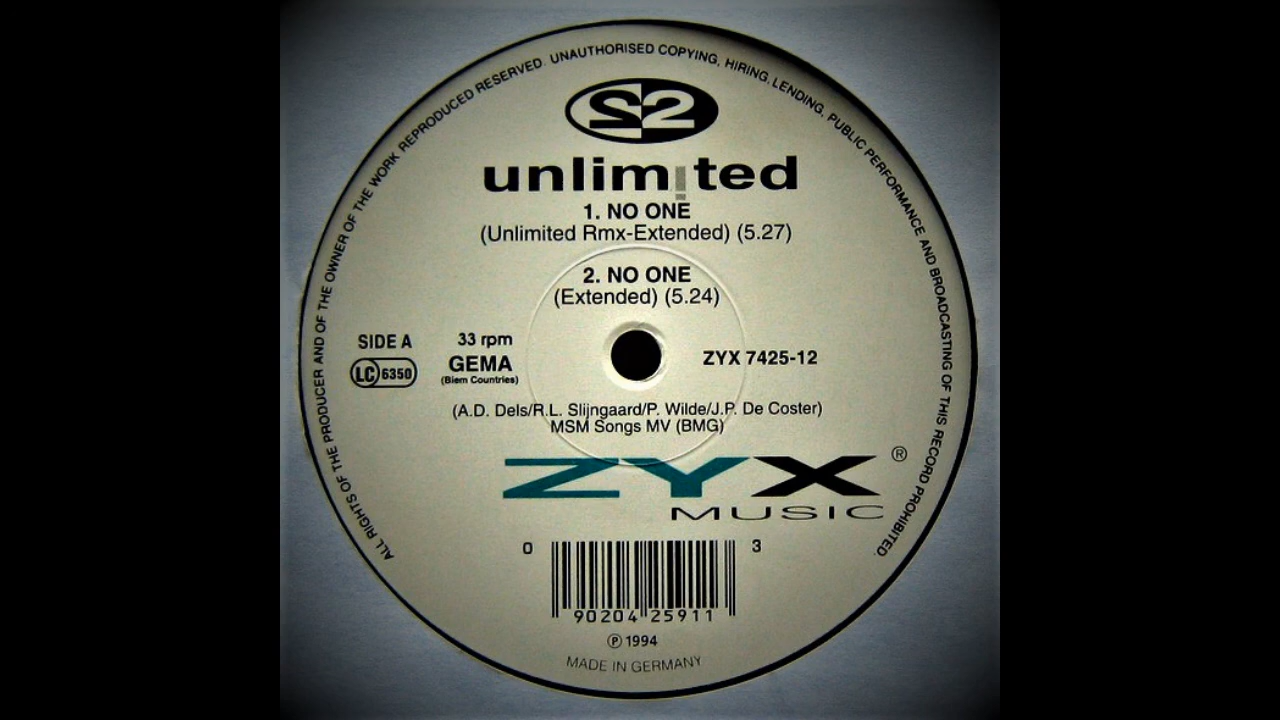 ALL RIGHTS OF THE PRODUCER AND OF THE OWNER OF THE WORK REPRODUCED RESERVED. UNAUTHORISED COPYING, HIRING, LENDING, PUBLIC PERFORMANCE AND BROADCASTING OF THIS RECORD PROHIBITED.
22
unlimited
1. NO ONE
(Unlimited Rmx-Extended) (5.27)
2. NO ONE
(Extended) (5.24)
SIDE A
LC 6350
33 rpm
GEMA
(Biem Countries)
ZYX 7425-12
(A.D. Dels/R.L. Slijngaard/P. Wilde/J.P. De Coster)
MSM Songs MV (BMG)
ZYX ®
MUSIC
0 90204 25911 3
℗ 1994
MADE IN GERMANY